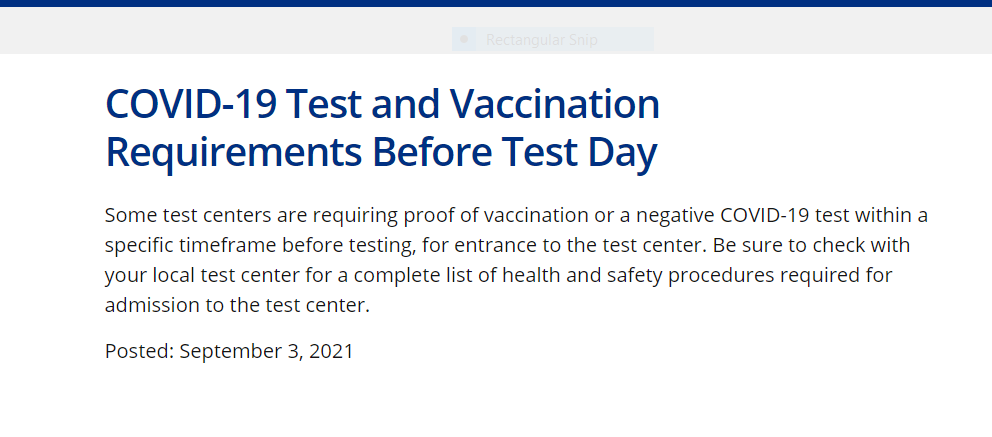 Rectangular Snip
COVID-19 Test and Vaccination
Requirements Before Test Day
Some test centers are requiring proof of vaccination or a negative COVID-19 test within a
specific timeframe before testing, for entrance to the test center. Be sure to check with
your local test center for a complete list of health and safety procedures required for
admission to the test center.
Posted: September 3, 2021